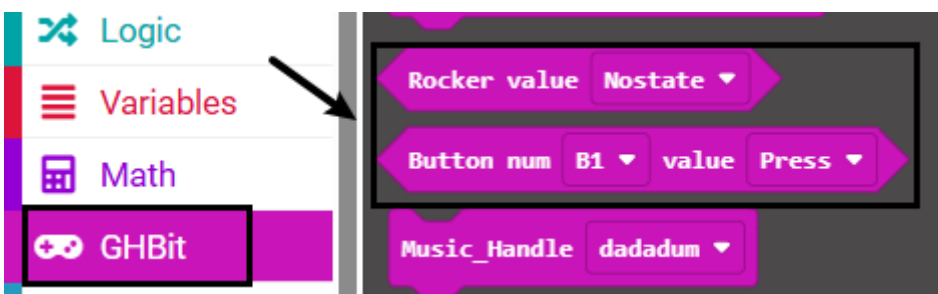 Logic
Variables
Math
GHBit
Rocker value Nostate
Button num B1 value Press
Music_Handle dadadum